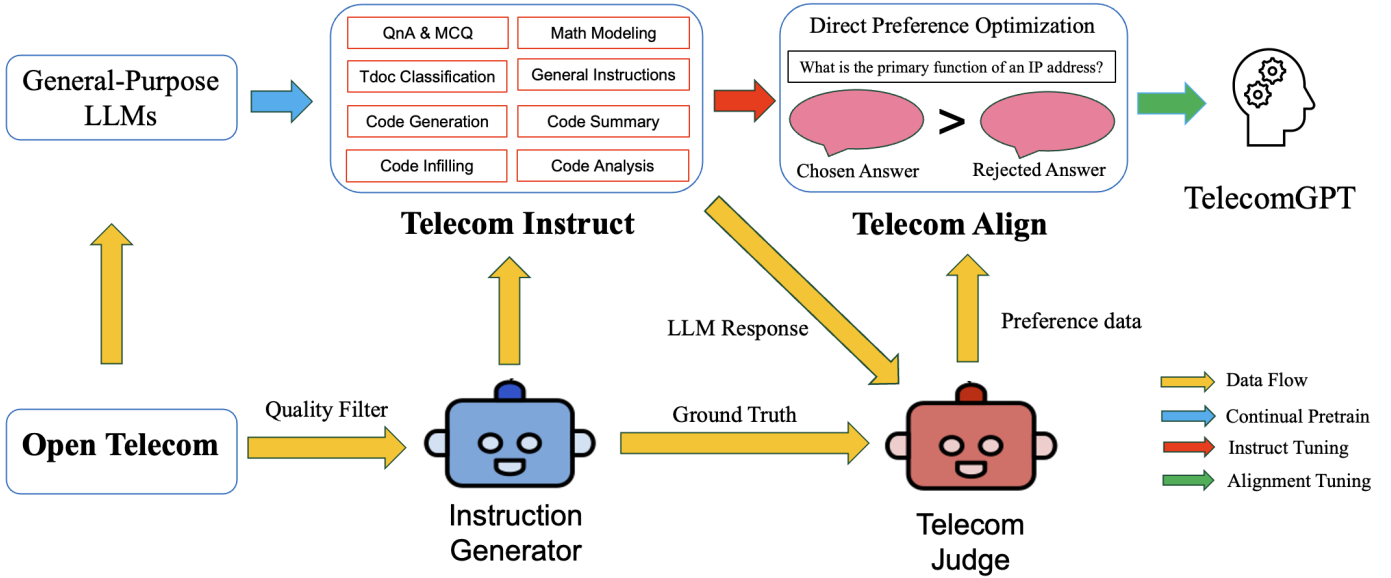 General-Purpose
LLMs
QnA & MCQ
Math Modeling
Tdoc Classification
General Instructions
Code Generation
Code Summary
Code Infilling
Code Analysis
Telecom Instruct
Direct Preference Optimization
What is the primary function of an IP address?
>
Chosen Answer
Rejected Answer
Telecom Align
TelecomGPT
LLM Response
Preference data
Open Telecom
Quality Filter
Instruction
Generator
Ground Truth
Telecom
Judge
Data Flow
Continual Pretrain
Instruct Tuning
Alignment Tuning